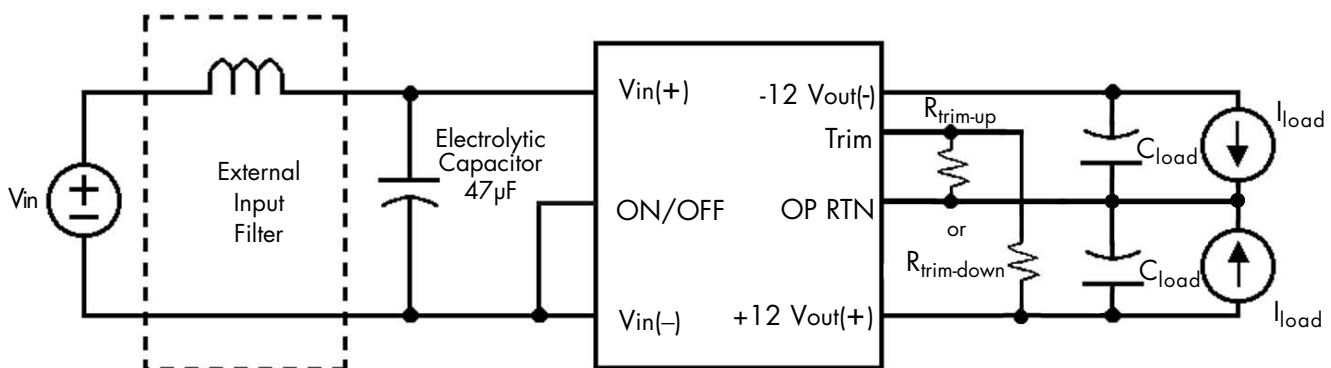 Vin
External
Input
Filter
Electrolytic
Capacitor
47µF
Vin(+)
ON/OFF
Vin(–)
-12 Vout(-)
Trim
OP RTN
+12 Vout(+)
Rtrim-up
or
Rtrim-down
Cload
Cload
Iload
Iload